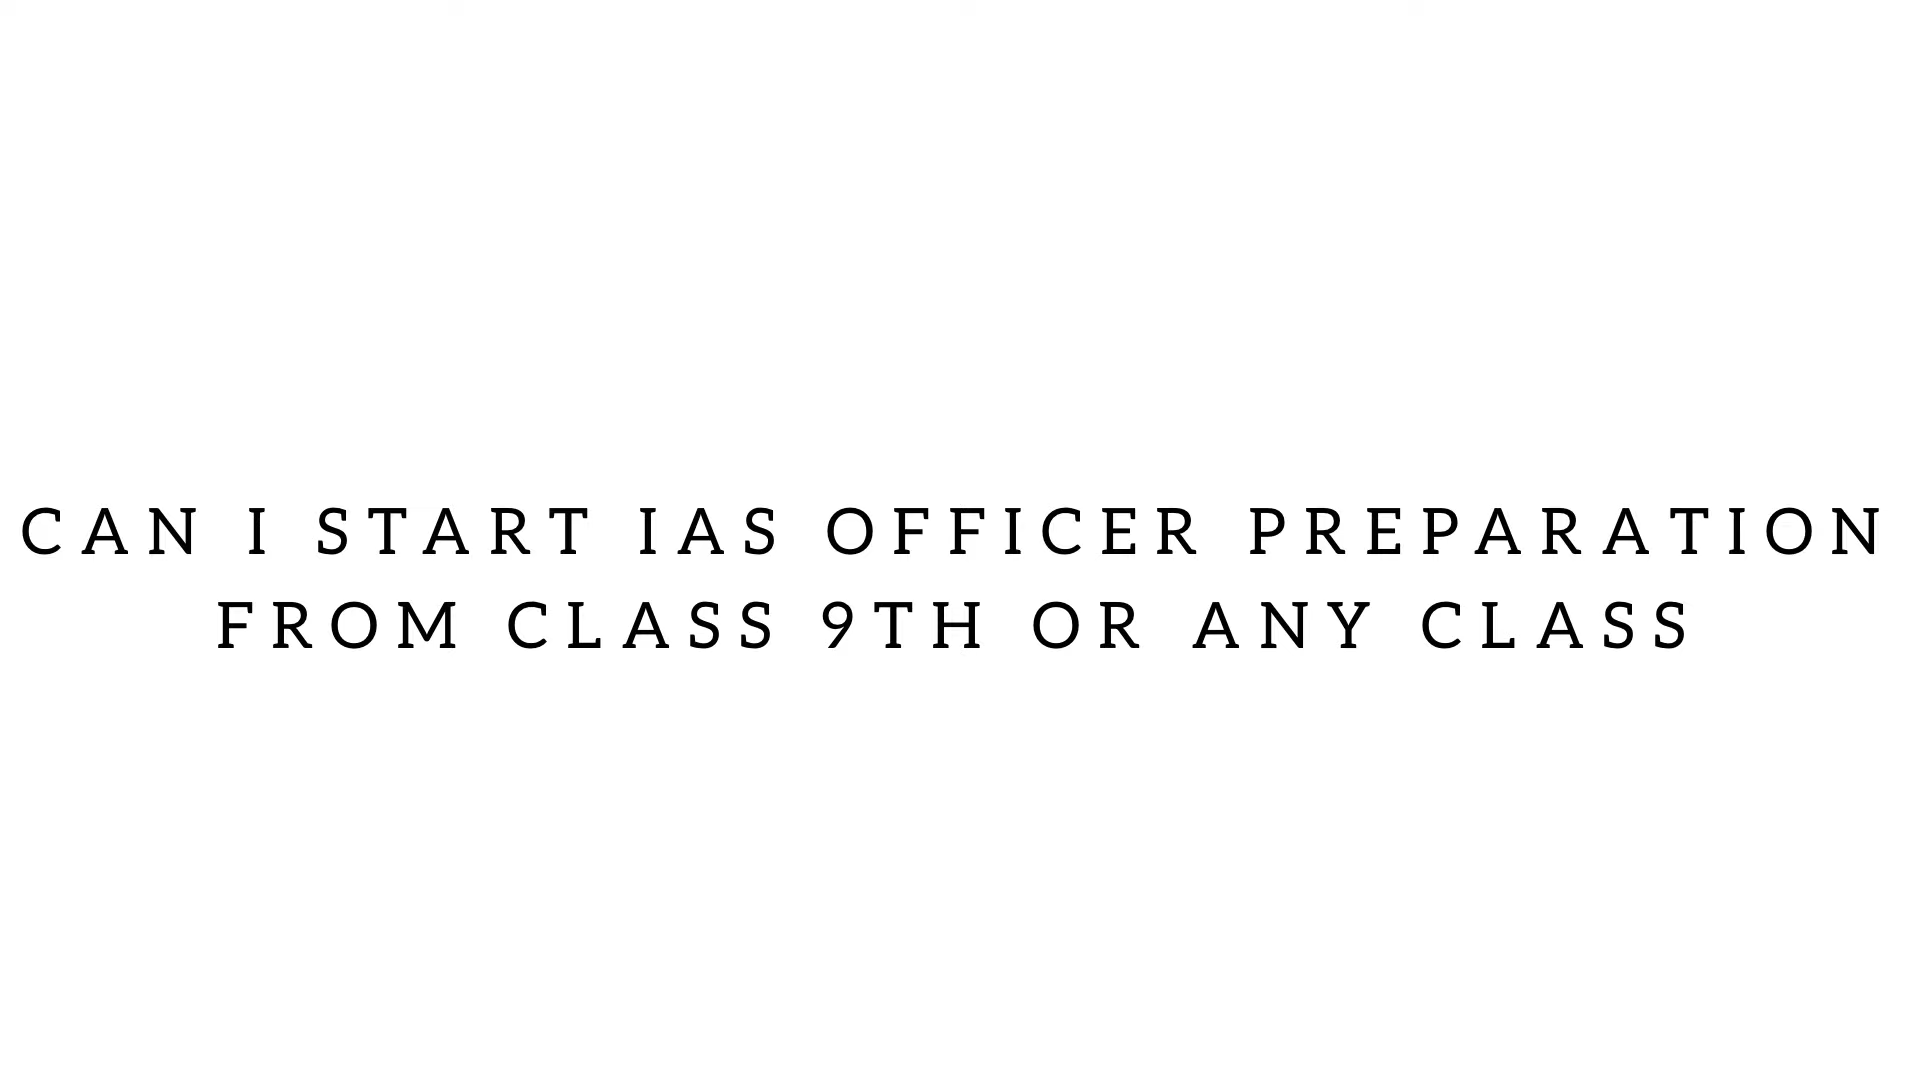 CAN I START IAS OFFICER PREPARATION
FROM CLASS 9TH OR ANY CLASS